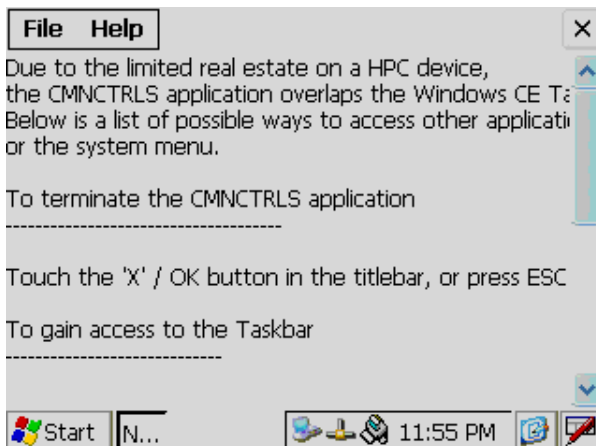 File Help
Due to the limited real estate on a HPC device,
the CMNCTRLS application overlaps the Windows CE Ta
Below is a list of possible ways to access other applicati
or the system menu.
To terminate the CMNCTRLS application
-------------------------------------
Touch the 'X' / OK button in the titlebar, or press ESC
To gain access to the Taskbar
-----------------------------
Start N... 11:55 PM